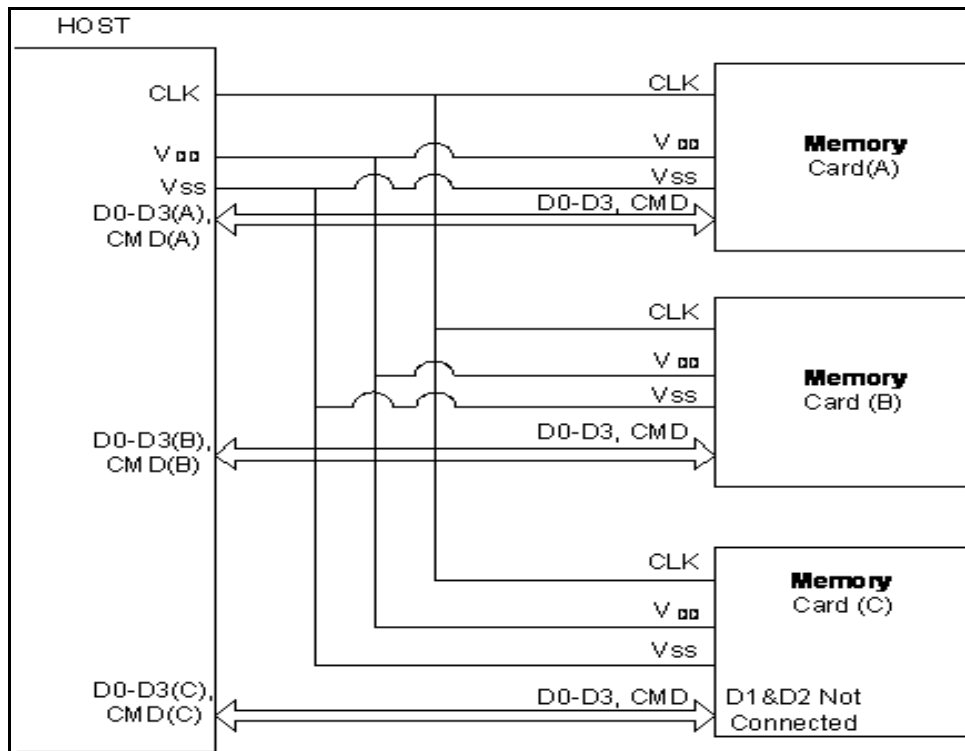 HOST
CLK
VDD
Vss
D0-D3(A),
CMD(A)
CLK
VDD
Vss
D0-D3, CMD
Memory
Card(A)
CLK
VDD
Vss
D0-D3, CMD
Memory
Card (B)
D0-D3(B),
CMD(B)
CLK
VDD
Vss
D0-D3, CMD
Memory
Card (C)
D1&D2 Not
Connected
D0-D3(C),
CMD(C)